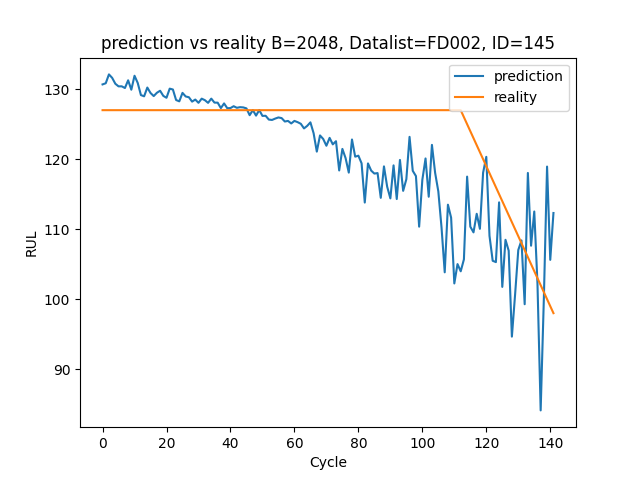 prediction vs reality B=2048, Datalist=FD002, ID=145
prediction
reality
130
120
110
100
90
RUL
0 20 40 60 80 100 120 140
Cycle